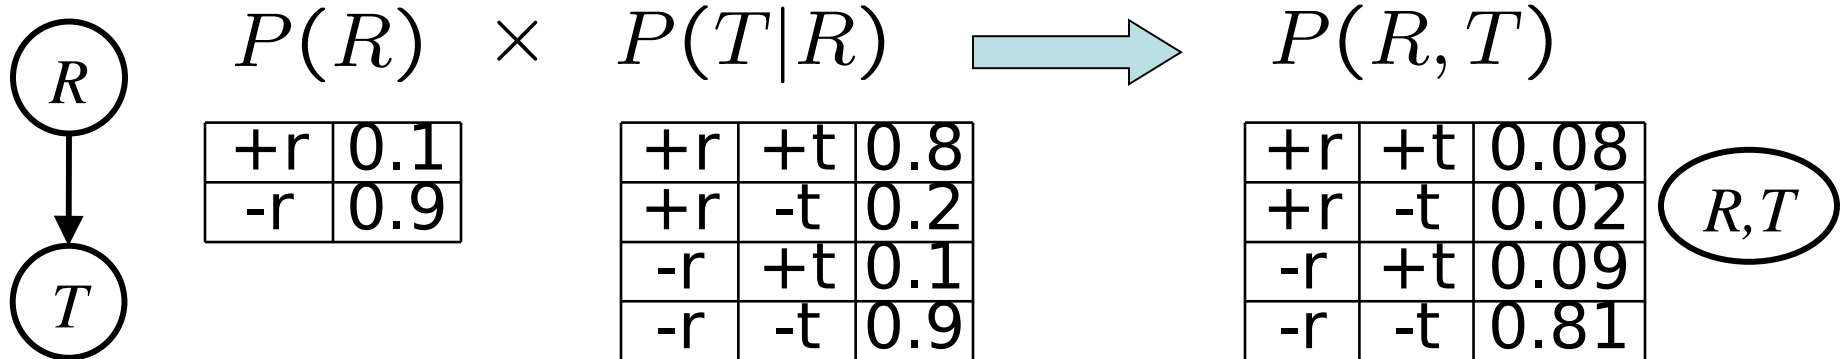 R
T
P(R) × P(T|R) P(R, T)
+r 0.1
-r 0.9
+r +t 0.8
+r -t 0.2
-r +t 0.1
-r -t 0.9
+r +t 0.08
+r -t 0.02
-r +t 0.09
-r -t 0.81
R,T